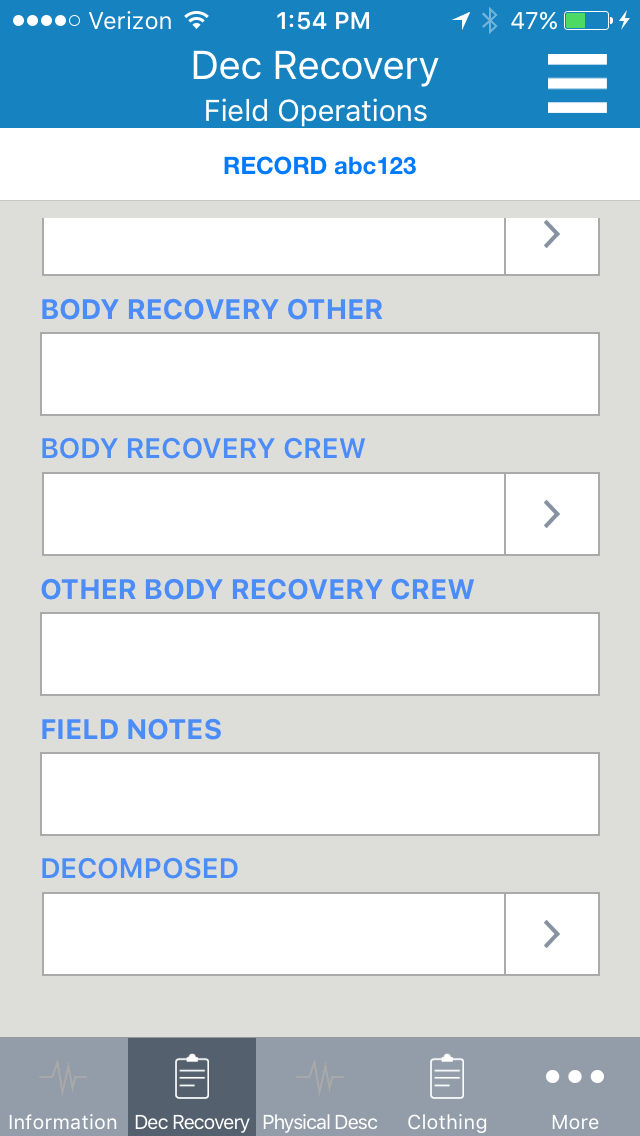 Verizon 1:54 PM 47%
Dec Recovery
Field Operations
RECORD abc123
BODY RECOVERY OTHER
BODY RECOVERY CREW
OTHER BODY RECOVERY CREW
FIELD NOTES
DECOMPOSED
Information Dec Recovery Physical Desc Clothing More